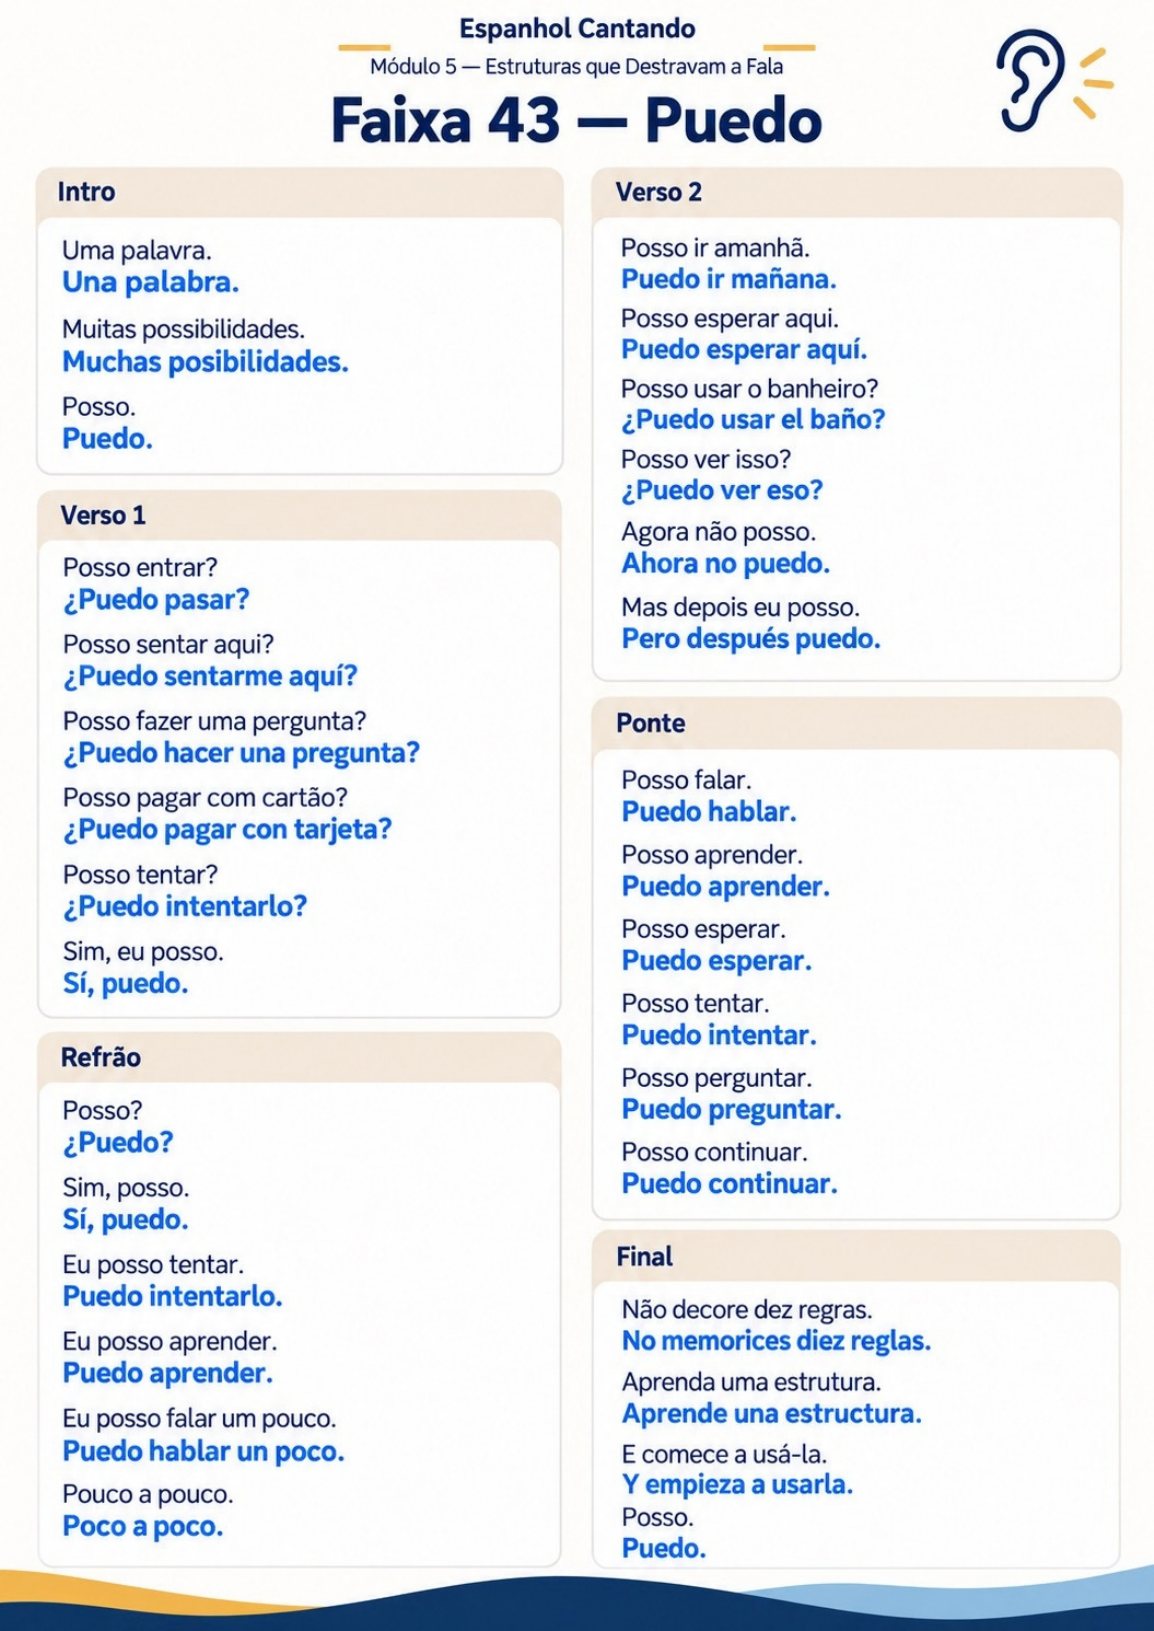 Espanhol Cantando
Módulo 5 — Estruturas que Destravam a Fala
Faixa 43 — Puedo
Intro
Uma palavra.
Una palabra.
Muitas possibilidades.
Muchas posibilidades.
Posso.
Puedo.
Verso 1
Posso entrar?
¿Puedo pasar?
Posso sentar aqui?
¿Puedo sentarme aquí?
Posso fazer uma pergunta?
¿Puedo hacer una pregunta?
Posso pagar com cartão?
¿Puedo pagar con tarjeta?
Posso tentar?
¿Puedo intentarlo?
Sim, eu posso.
Sí, puedo.
Refrão
Posso?
¿Puedo?
Sim, posso.
Sí, puedo.
Eu posso tentar.
Puedo intentarlo.
Eu posso aprender.
Puedo aprender.
Eu posso falar um pouco.
Puedo hablar un poco.
Pouco a pouco.
Poco a poco.
Verso 2
Posso ir amanhã.
Puedo ir mañana.
Posso esperar aqui.
Puedo esperar aquí.
Posso usar o banheiro?
¿Puedo usar el baño?
Posso ver isso?
¿Puedo ver eso?
Agora não posso.
Ahora no puedo.
Mas depois eu posso.
Pero después puedo.
Ponte
Posso falar.
Puedo hablar.
Posso aprender.
Puedo aprender.
Posso esperar.
Puedo esperar.
Posso tentar.
Puedo intentar.
Posso perguntar.
Puedo preguntar.
Posso continuar.
Puedo continuar.
Final
Não decore dez regras.
No memorices diez reglas.
Aprenda uma estrutura.
Aprende una estructura.
E comece a usá-la.
Y empieza a usarla.
Posso.
Puedo.